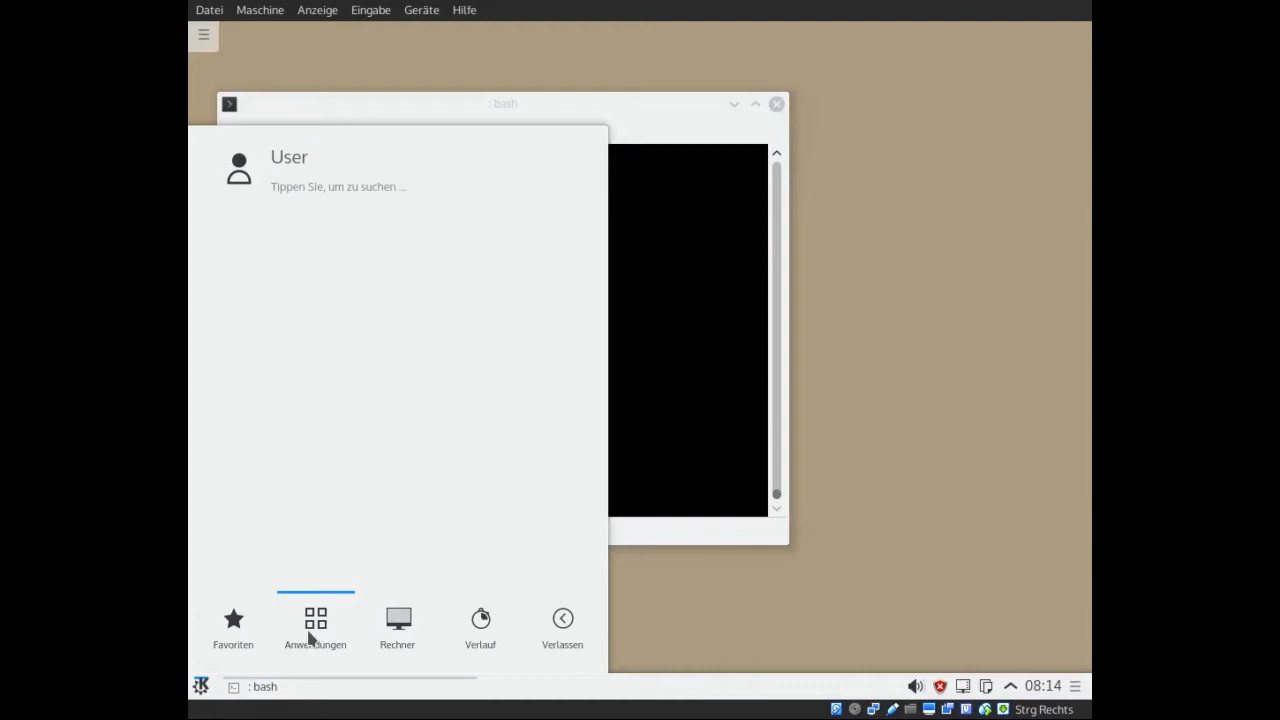 Datei Maschine Anzeige Eingabe Geräte Hilfe
: bash
User
Tippen Sie, um zu suchen ...
Favoriten Anwendungen Rechner Verlauf Verlassen
: bash 08:14
Strg Rechts